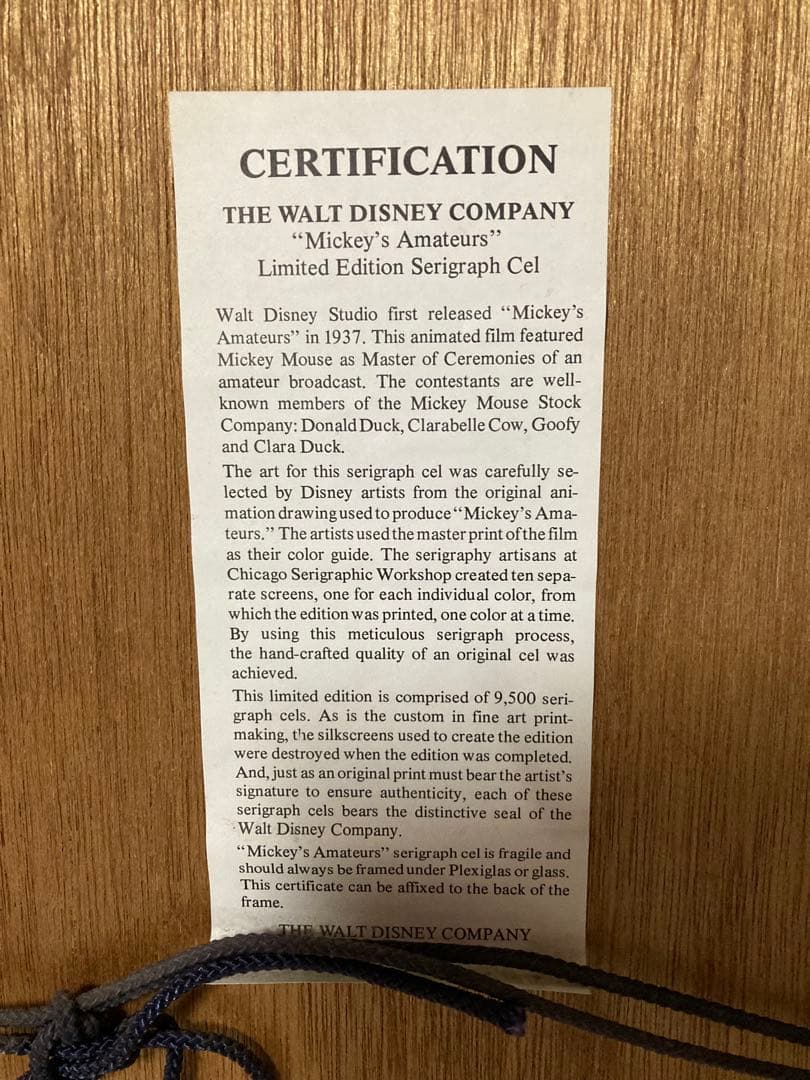 CERTIFICATION
THE WALT DISNEY COMPANY
“Mickey’s Amateurs”
Limited Edition Serigraph Cel
Walt Disney Studio first released “Mickey’s
Amateurs” in 1937. This animated film featured
Mickey Mouse as Master of Ceremonies of an
amateur broadcast. The contestants are well-
known members of the Mickey Mouse Stock
Company: Donald Duck, Clarabelle Cow, Goofy
and Clara Duck.
The art for this serigraph cel was carefully se-
lected by Disney artists from the original ani-
mation drawing used to produce “Mickey’s Ama-
teurs.” The artists used the master print of the film
as their color guide. The serigraphy artisans at
Chicago Serigraphic Workshop created ten sepa-
rate screens, one for each individual color, from
which the edition was printed, one color at a time.
By using this meticulous serigraph process,
the hand-crafted quality of an original cel was
achieved.
This limited edition is comprised of 9,500 seri-
graph cels. As is the custom in fine art print-
making, the silkscreens used to create the edition
were destroyed when the edition was completed.
And, just as an original print must bear the artist’s
signature to ensure authenticity, each of these
serigraph cels bears the distinctive seal of the
Walt Disney Company.
“Mickey’s Amateurs” serigraph cel is fragile and
should always be framed under Plexiglas or glass.
This certificate can be affixed to the back of the
frame.
THE WALT DISNEY COMPANY